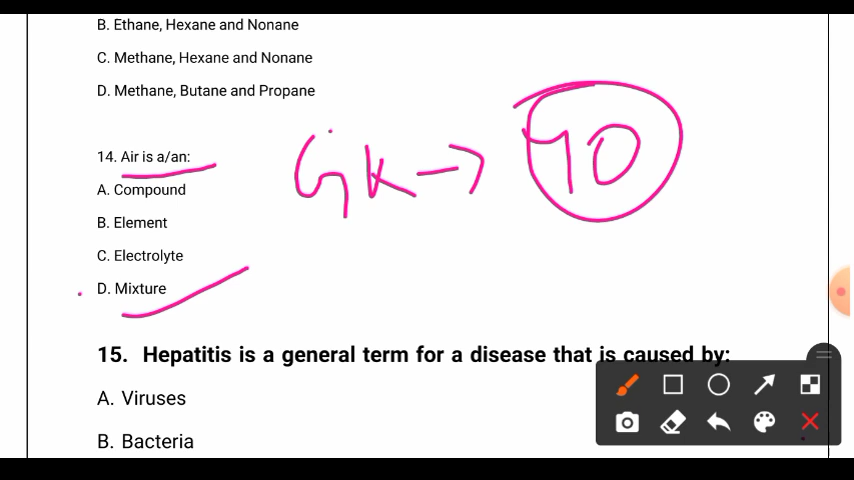 B. Ethane, Hexane and Nonane
C. Methane, Hexane and Nonane
D. Methane, Butane and Propane
14. Air is a/an:
GK → 90
A. Compound
B. Element
C. Electrolyte
D. Mixture
15. Hepatitis is a general term for a disease that is caused by:
A. Viruses
B. Bacteria